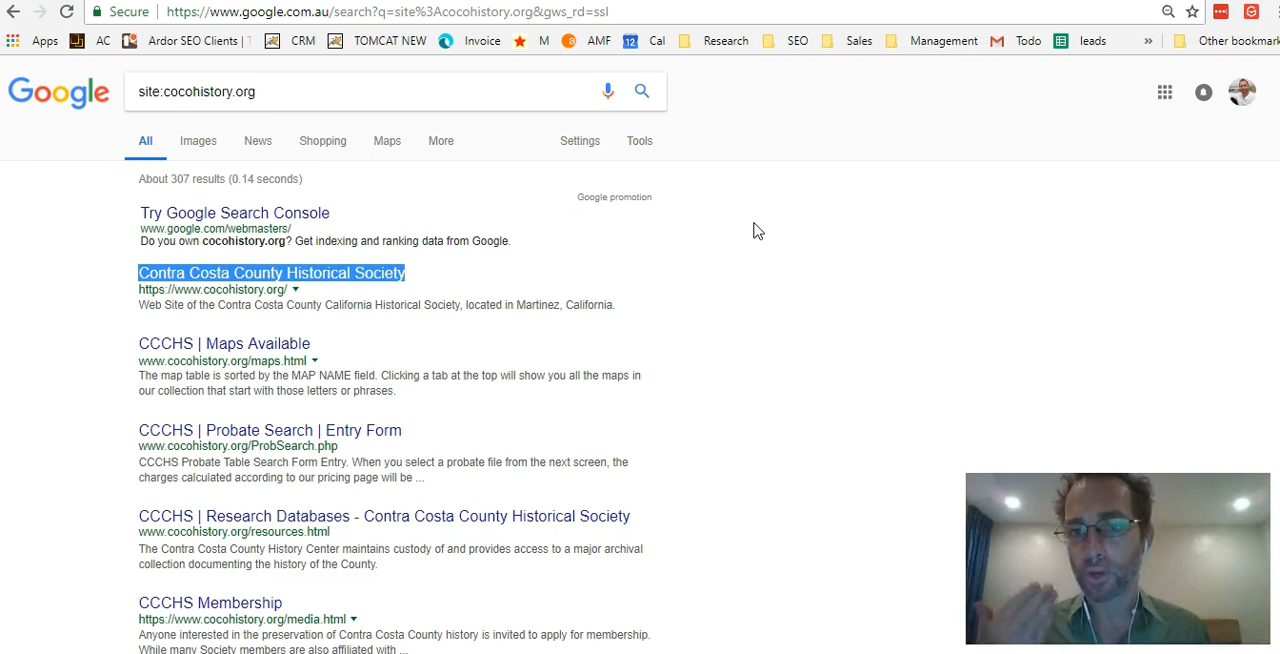 Secure https://www.google.com.au/search?q=site%3Acocohistory.org&gws_rd=ssl
Apps AC Ardor SEO Clients | CRM TOMCAT NEW Invoice M AMF 12 Cal Research SEO Sales Management Todo leads » Other bookmark
Google site:cocohistory.org
All Images News Shopping Maps More Settings Tools
About 307 results (0.14 seconds)
Google promotion
Try Google Search Console
www.google.com/webmasters/
Do you own cocohistory.org? Get indexing and ranking data from Google.
Contra Costa County Historical Society
https://www.cocohistory.org/
Web Site of the Contra Costa County California Historical Society, located in Martinez, California.
CCCHS | Maps Available
www.cocohistory.org/maps.html
The map table is sorted by the MAP NAME field. Clicking a tab at the top will show you all the maps in
our collection that start with those letters or phrases.
CCCHS | Probate Search | Entry Form
www.cocohistory.org/ProbSearch.php
CCCHS Probate Table Search Form Entry. When you select a probate file from the next screen, the
charges calculated according to our pricing page will be ...
CCCHS | Research Databases - Contra Costa County Historical Society
www.cocohistory.org/resources.html
The Contra Costa County History Center maintains custody of and provides access to a major archival
collection documenting the history of the County.
CCCHS Membership
https://www.cocohistory.org/media.html
Anyone interested in the preservation of Contra Costa County history is invited to apply for membership.
While many Society members are also affiliated with ...